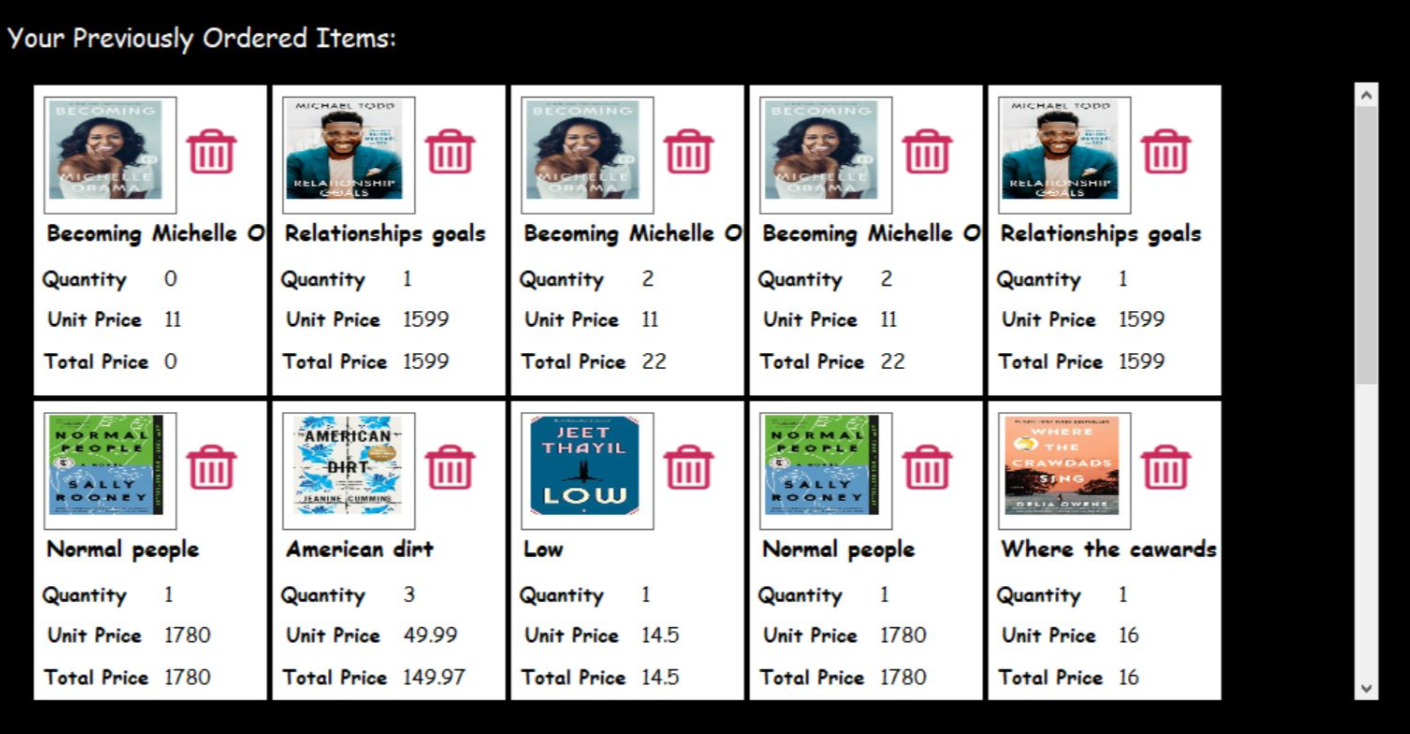 Your Previously Ordered Items:
BECOMING
MICHELLE
OBAMA
Becoming Michelle O
Quantity 0
Unit Price 11
Total Price 0
MICHAEL TODD
RELATIONSHIP
GOALS
Relationships goals
Quantity 1
Unit Price 1599
Total Price 1599
BECOMING
MICHELLE
OBAMA
Becoming Michelle O
Quantity 2
Unit Price 11
Total Price 22
BECOMING
MICHELLE
OBAMA
Becoming Michelle O
Quantity 2
Unit Price 11
Total Price 22
MICHAEL TODD
RELATIONSHIP
GOALS
Relationships goals
Quantity 1
Unit Price 1599
Total Price 1599
NORMAL
PEOPLE
A NOVEL
SALLY
ROONEY
Normal people
Quantity 1
Unit Price 1780
Total Price 1780
AMERICAN
DIRT
JEANINE CUMMINS
American dirt
Quantity 3
Unit Price 49.99
Total Price 149.97
JEET
THAYIL
LOW
Low
Quantity 1
Unit Price 14.5
Total Price 14.5
NORMAL
PEOPLE
A NOVEL
SALLY
ROONEY
Normal people
Quantity 1
Unit Price 1780
Total Price 1780
WHERE
THE
CRAWDADS
SING
DELIA OWENS
Where the cawards
Quantity 1
Unit Price 16
Total Price 16